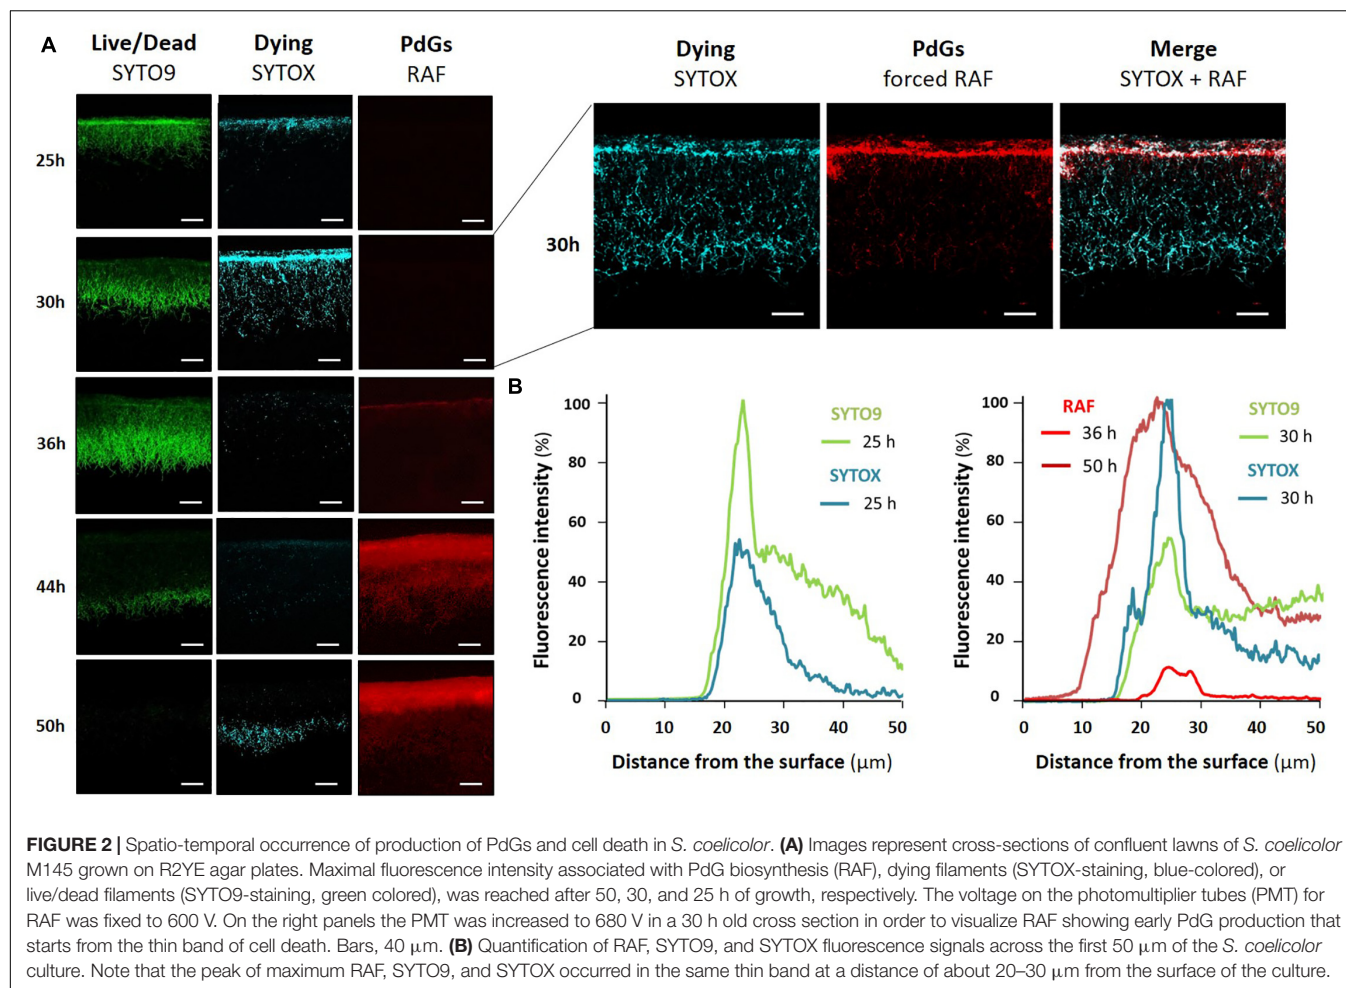 A
Live/Dead
SYTO9
Dying
SYTOX
PdGs
RAF
25h
30h
36h
44h
50h
Dying
SYTOX
PdGs
forced RAF
Merge
SYTOX + RAF
30h
B
Fluorescence intensity (%)
100
80
60
40
20
0
0 10 20 30 40 50
Distance from the surface (μm)
SYTO9
25 h
SYTOX
25 h
Fluorescence intensity (%)
100
80
60
40
20
0
0 10 20 30 40 50
Distance from the surface (μm)
RAF
36 h
50 h
SYTO9
30 h
SYTOX
30 h
FIGURE 2 | Spatio-temporal occurrence of production of PdGs and cell death in S. coelicolor. (A) Images represent cross-sections of confluent lawns of S. coelicolor
M145 grown on R2YE agar plates. Maximal fluorescence intensity associated with PdG biosynthesis (RAF), dying filaments (SYTOX-staining, blue-colored), or
live/dead filaments (SYTO9-staining, green colored), was reached after 50, 30, and 25 h of growth, respectively. The voltage on the photomultiplier tubes (PMT) for
RAF was fixed to 600 V. On the right panels the PMT was increased to 680 V in a 30 h old cross section in order to visualize RAF showing early PdG production that
starts from the thin band of cell death. Bars, 40 μm. (B) Quantification of RAF, SYTO9, and SYTOX fluorescence signals across the first 50 μm of the S. coelicolor
culture. Note that the peak of maximum RAF, SYTO9, and SYTOX occurred in the same thin band at a distance of about 20–30 μm from the surface of the culture.